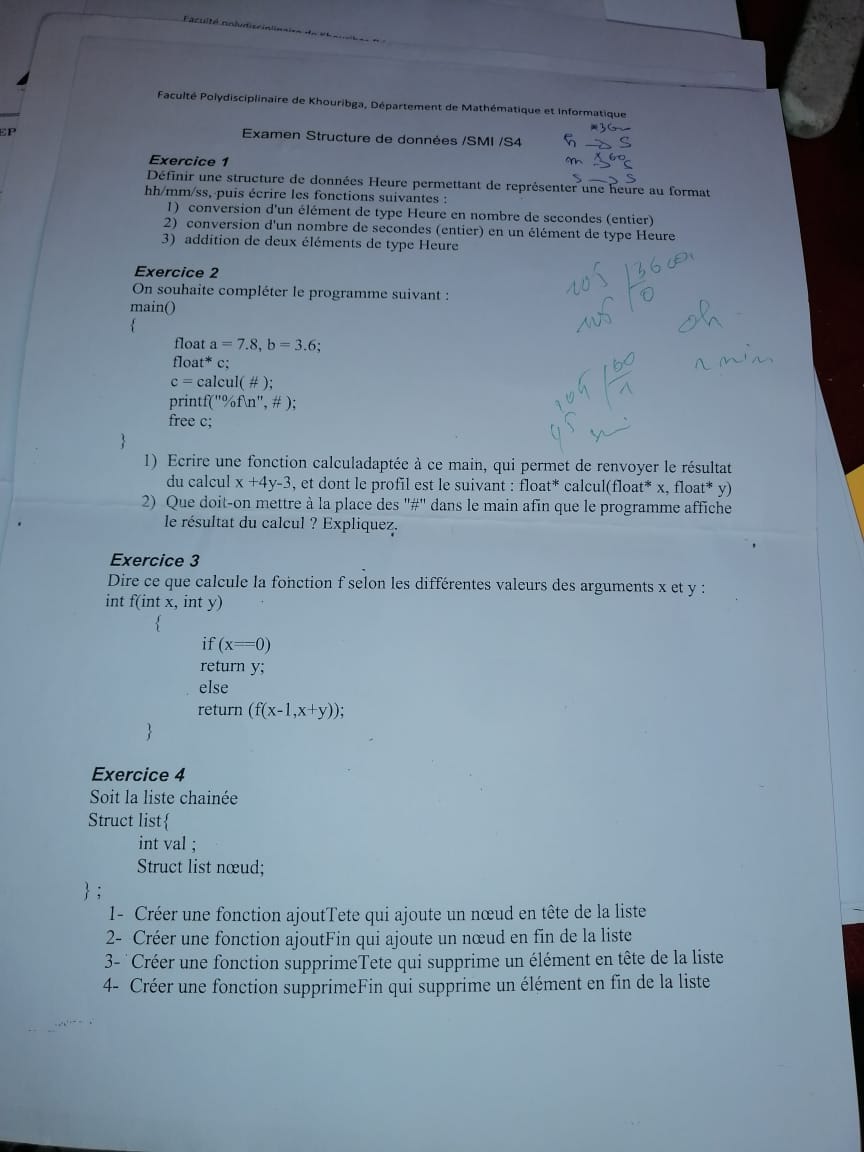 Faculté Polydisciplinaire de Khouribga, Département de Mathématique et Informatique
Examen Structure de données /SMI /S4
h → s
m s
s → s
Exercice 1
Définir une structure de données Heure permettant de représenter une heure au format
hh/mm/ss, puis écrire les fonctions suivantes :
1) conversion d'un élément de type Heure en nombre de secondes (entier)
2) conversion d'un nombre de secondes (entier) en un élément de type Heure
3) addition de deux éléments de type Heure
Exercice 2
On souhaite compléter le programme suivant :
main()
{
float a = 7.8, b = 3.6;
float* c;
c = calcul( # );
printf("%f\n", # );
free c;
}
105
105 0
0h
1 min
105 60
1
45
1) Ecrire une fonction calculadaptée à ce main, qui permet de renvoyer le résultat
du calcul x +4y-3, et dont le profil est le suivant : float* calcul(float* x, float* y)
2) Que doit-on mettre à la place des "#" dans le main afin que le programme affiche
le résultat du calcul ? Expliquez.
Exercice 3
Dire ce que calcule la fonction f selon les différentes valeurs des arguments x et y :
int f(int x, int y)
{
if (x==0)
return y;
else
return (f(x-1,x+y));
}
Exercice 4
Soit la liste chainée
Struct list{
int val ;
Struct list nœud;
} ;
1- Créer une fonction ajoutTete qui ajoute un nœud en tête de la liste
2- Créer une fonction ajoutFin qui ajoute un nœud en fin de la liste
3- Créer une fonction supprimeTete qui supprime un élément en tête de la liste
4- Créer une fonction supprimeFin qui supprime un élément en fin de la liste